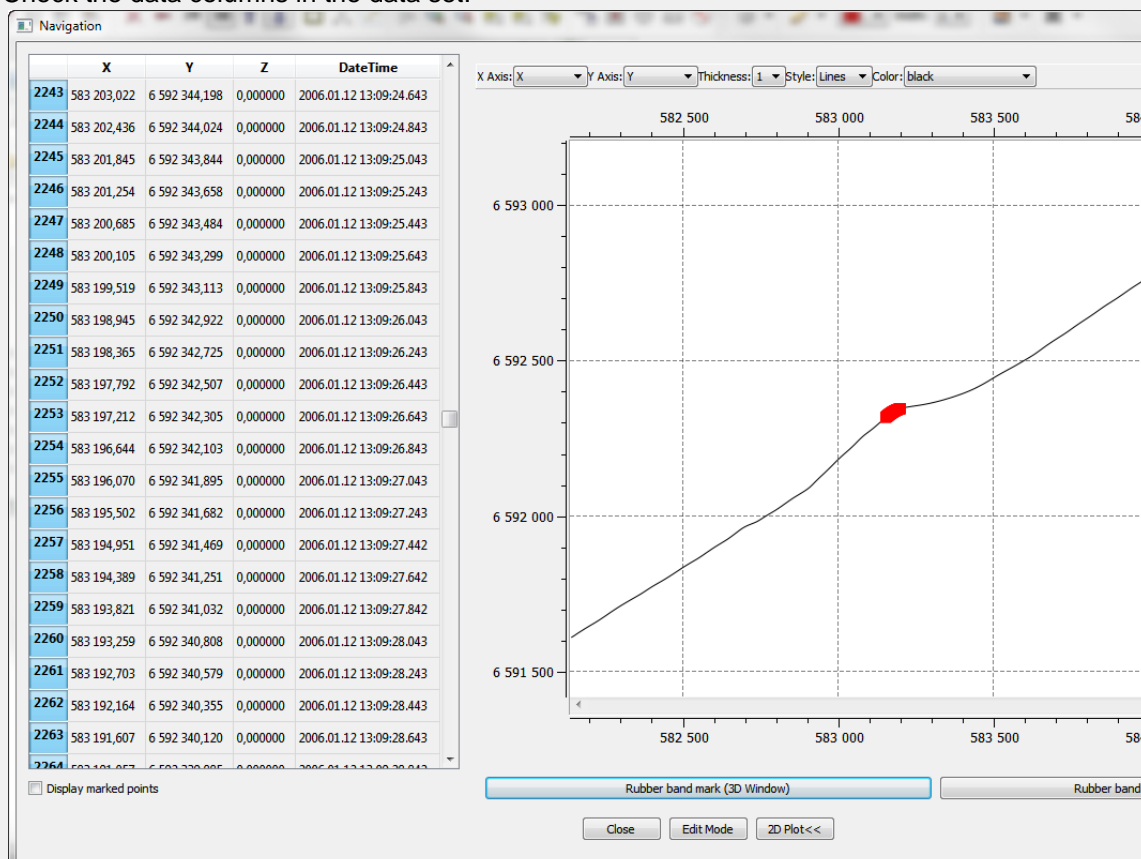 Check the data columns in the data set.
Navigation
X Y Z DateTime
2243 583 203,022 6 592 344,198 0,000000 2006.01.12 13:09:24.643
2244 583 202,436 6 592 344,024 0,000000 2006.01.12 13:09:24.843
2245 583 201,845 6 592 343,844 0,000000 2006.01.12 13:09:25.043
2246 583 201,254 6 592 343,658 0,000000 2006.01.12 13:09:25.243
2247 583 200,685 6 592 343,484 0,000000 2006.01.12 13:09:25.443
2248 583 200,105 6 592 343,299 0,000000 2006.01.12 13:09:25.643
2249 583 199,519 6 592 343,113 0,000000 2006.01.12 13:09:25.843
2250 583 198,945 6 592 342,922 0,000000 2006.01.12 13:09:26.043
2251 583 198,365 6 592 342,725 0,000000 2006.01.12 13:09:26.243
2252 583 197,792 6 592 342,507 0,000000 2006.01.12 13:09:26.443
2253 583 197,212 6 592 342,305 0,000000 2006.01.12 13:09:26.643
2254 583 196,644 6 592 342,103 0,000000 2006.01.12 13:09:26.843
2255 583 196,070 6 592 341,895 0,000000 2006.01.12 13:09:27.043
2256 583 195,502 6 592 341,682 0,000000 2006.01.12 13:09:27.243
2257 583 194,951 6 592 341,469 0,000000 2006.01.12 13:09:27.442
2258 583 194,389 6 592 341,251 0,000000 2006.01.12 13:09:27.642
2259 583 193,821 6 592 341,032 0,000000 2006.01.12 13:09:27.842
2260 583 193,259 6 592 340,808 0,000000 2006.01.12 13:09:28.043
2261 583 192,703 6 592 340,579 0,000000 2006.01.12 13:09:28.243
2262 583 192,164 6 592 340,355 0,000000 2006.01.12 13:09:28.443
2263 583 191,607 6 592 340,120 0,000000 2006.01.12 13:09:28.643
2264
Display marked points
X Axis: X Y Axis: Y Thickness: 1 Style: Lines Color: black
582 500 583 000 583 500 58
6 593 000
6 592 500
6 592 000
6 591 500
582 500 583 000 583 500 58
Rubber band mark (3D Window) Rubber band
Close Edit Mode 2D Plot<<